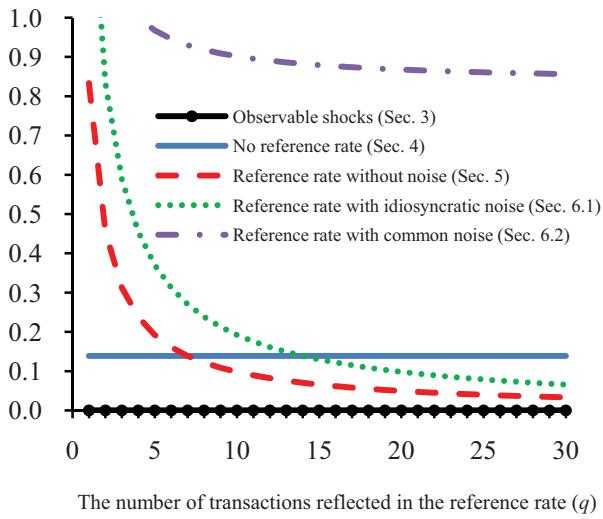 1.0
0.9
0.8
0.7
0.6
0.5
0.4
0.3
0.2
0.1
0.0
Observable shocks (Sec. 3)
No reference rate (Sec. 4)
Reference rate without noise (Sec. 5)
Reference rate with idiosyncratic noise (Sec. 6.1)
Reference rate with common noise (Sec. 6.2)
0 5 10 15 20 25 30
The number of transactions reflected in the reference rate (q)